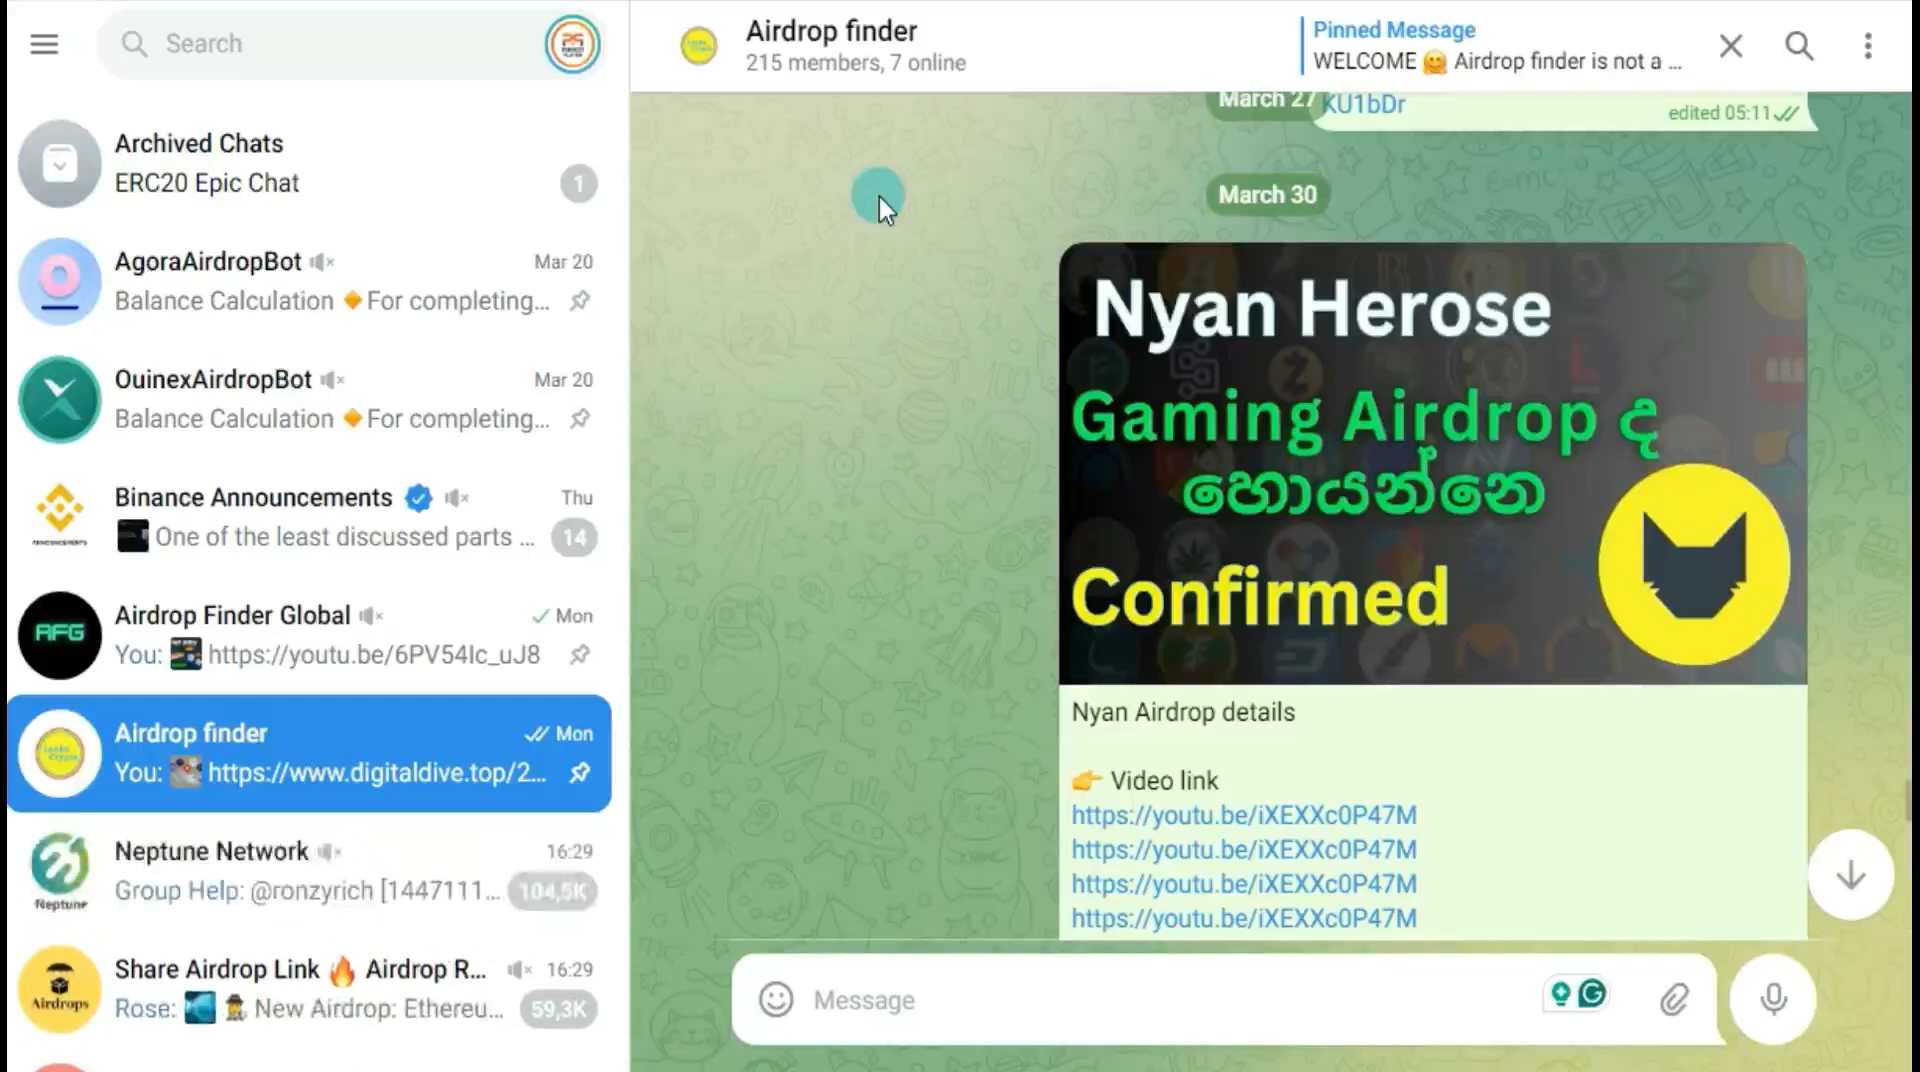 Search
Archived Chats
ERC20 Epic Chat
1
AgoraAirdropBot
Mar 20
Balance Calculation 🔸For completing...
OuinexAirdropBot
Mar 20
Balance Calculation 🔸For completing...
Binance Announcements
Thu
One of the least discussed parts ...
14
AFG
Airdrop Finder Global
Mon
You: https://youtu.be/6PV54Ic_uJ8
Airdrop finder
Mon
You: https://www.digitaldive.top/2...
Neptune
Neptune Network
16:29
Group Help: @ronzyrich [1447111...
104,5K
Airdrops
Share Airdrop Link 🔥 Airdrop R...
16:29
Rose: New Airdrop: Ethereu...
59,3K
Airdrop finder
215 members, 7 online
Pinned Message
WELCOME 🤗 Airdrop finder is not a ...
March 27
KU1bDr
edited 05:11
March 30
Nyan Herose
Gaming Airdrop ද
හොයන්නෙ
Confirmed
Nyan Airdrop details
👉 Video link
https://youtu.be/iXEXXc0P47M
https://youtu.be/iXEXXc0P47M
https://youtu.be/iXEXXc0P47M
https://youtu.be/iXEXXc0P47M
Message